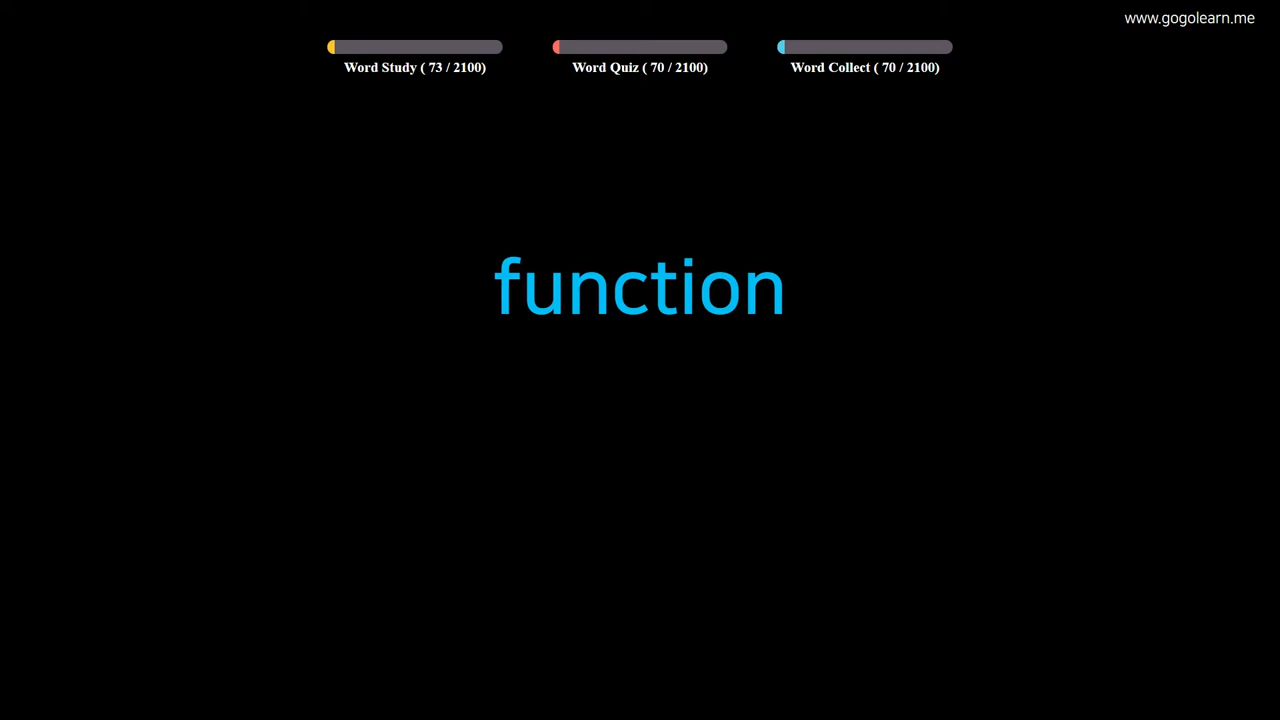 www.gogolearn.me
Word Study ( 73 / 2100)
Word Quiz ( 70 / 2100)
Word Collect ( 70 / 2100)
function